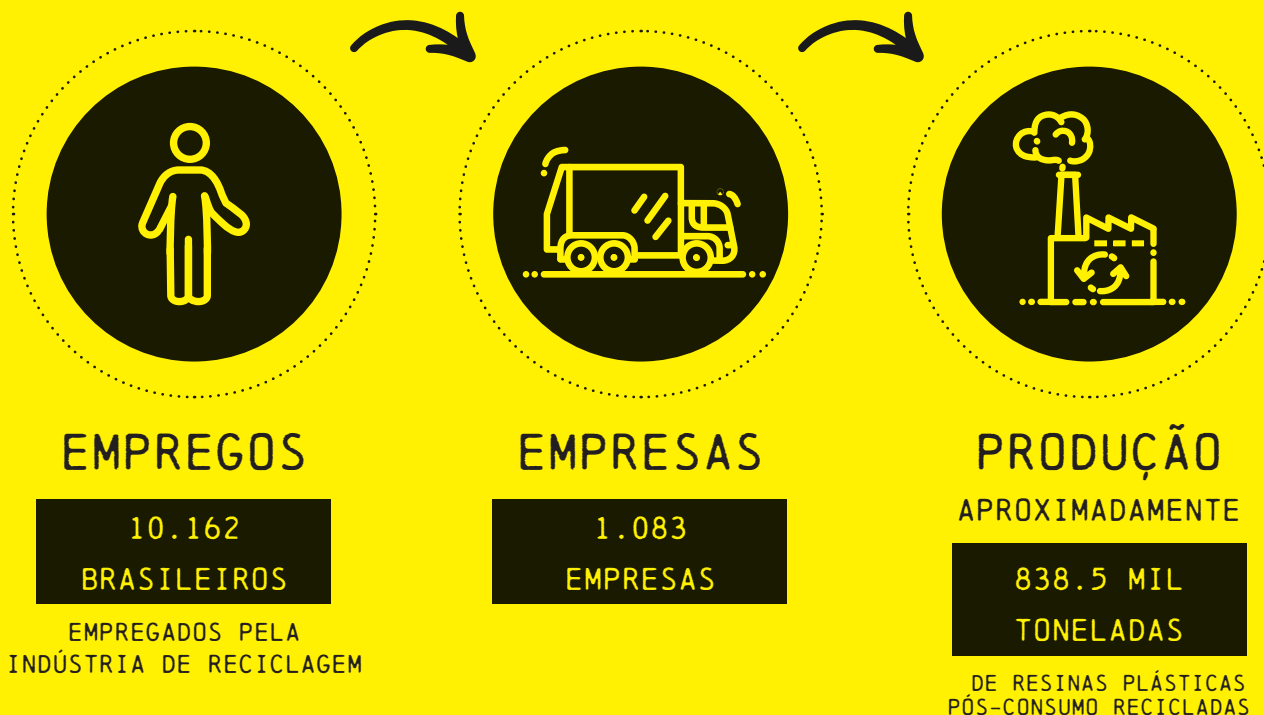 EMPREGOS
10.162
BRASILEIROS
EMPREGADOS PELA
INDÚSTRIA DE RECICLAGEM
EMPRESAS
1.083
EMPRESAS
PRODUÇÃO
APROXIMADAMENTE
838.5 MIL
TONELADAS
DE RESINAS PLÁSTICAS
PÓS-CONSUMO RECICLADAS